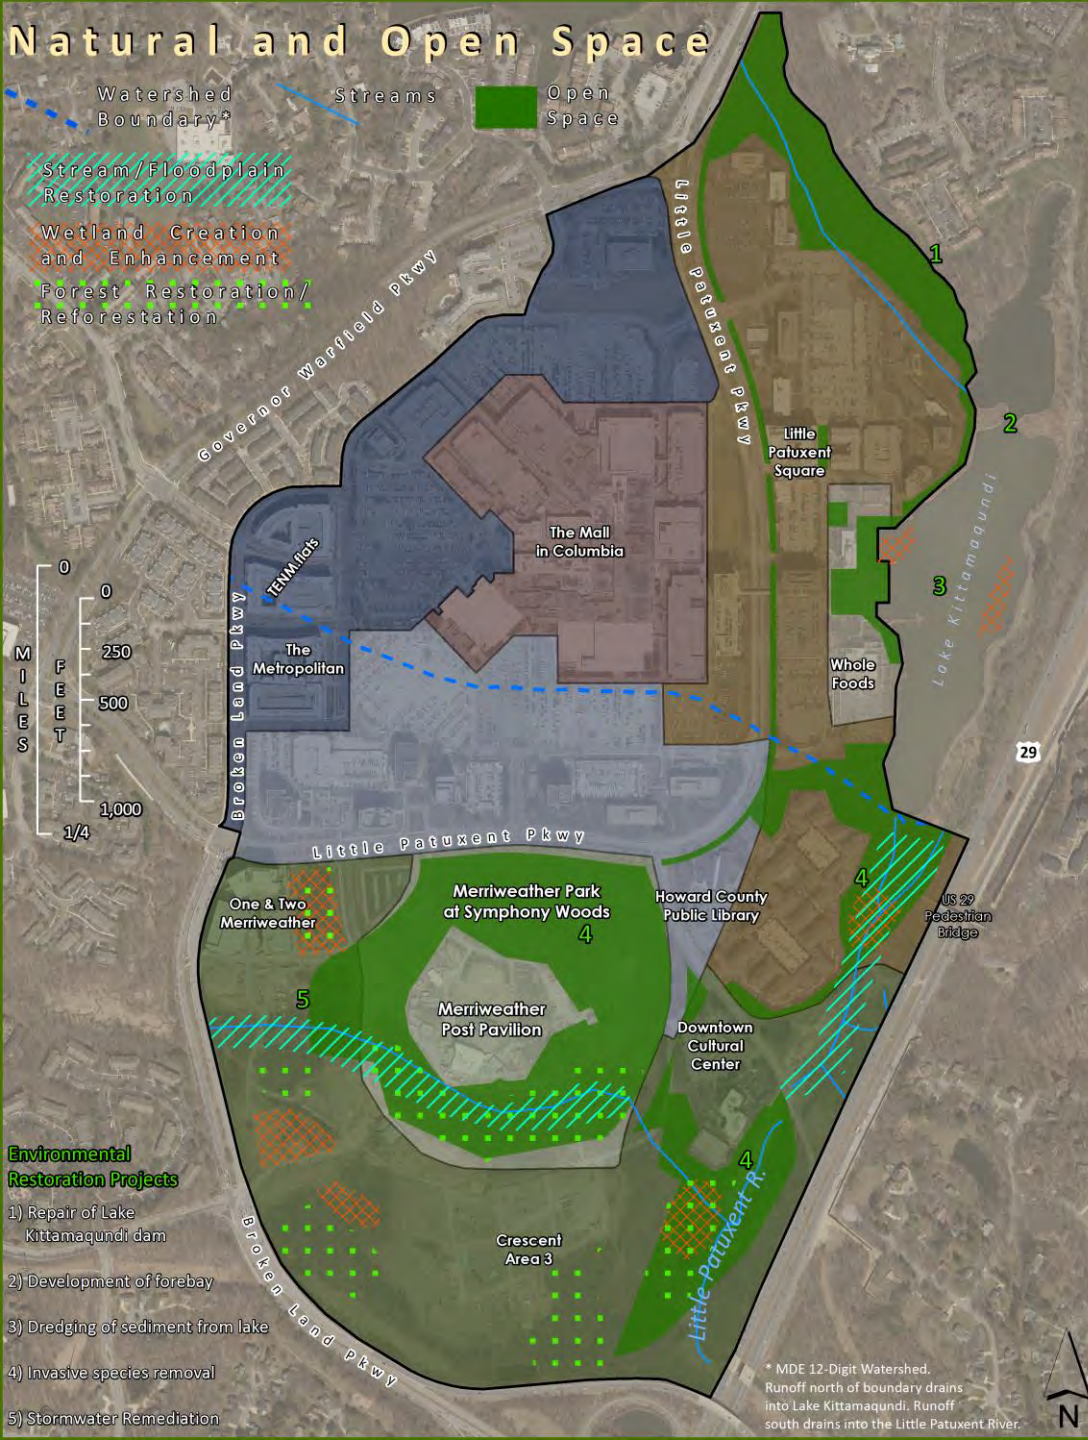 Natural and Open Space
Watershed
Boundary*
Streams
Open
Space
Stream/Floodplain
Restoration
Wetland Creation
and Enhancement
Forest Restoration/
Reforestation
Governor Warfield Pkwy
Little Patuxent Pkwy
1
2
Little
Patuxent
Square
The Mall
in Columbia
TENM.flats
3
Lake Kittamaqundi
The
Metropolitan
Whole
Foods
Broken Land Pkwy
29
MILES
FEET
0
0
250
500
1,000
1/4
Little Patuxent Pkwy
One & Two
Merriweather
Merriweather Park
at Symphony Woods
4
Howard County
Public Library
4
US 29
Pedestrian
Bridge
5
Merriweather
Post Pavilion
Downtown
Cultural
Center
4
Little Patuxent R.
Crescent
Area 3
Broken Land Pkwy
Environmental
Restoration Projects
1) Repair of Lake
Kittamaqundi dam
2) Development of forebay
3) Dredging of sediment from lake
4) Invasive species removal
5) Stormwater Remediation
* MDE 12-Digit Watershed.
Runoff north of boundary drains
into Lake Kittamaqundi. Runoff
south drains into the Little Patuxent River.
N